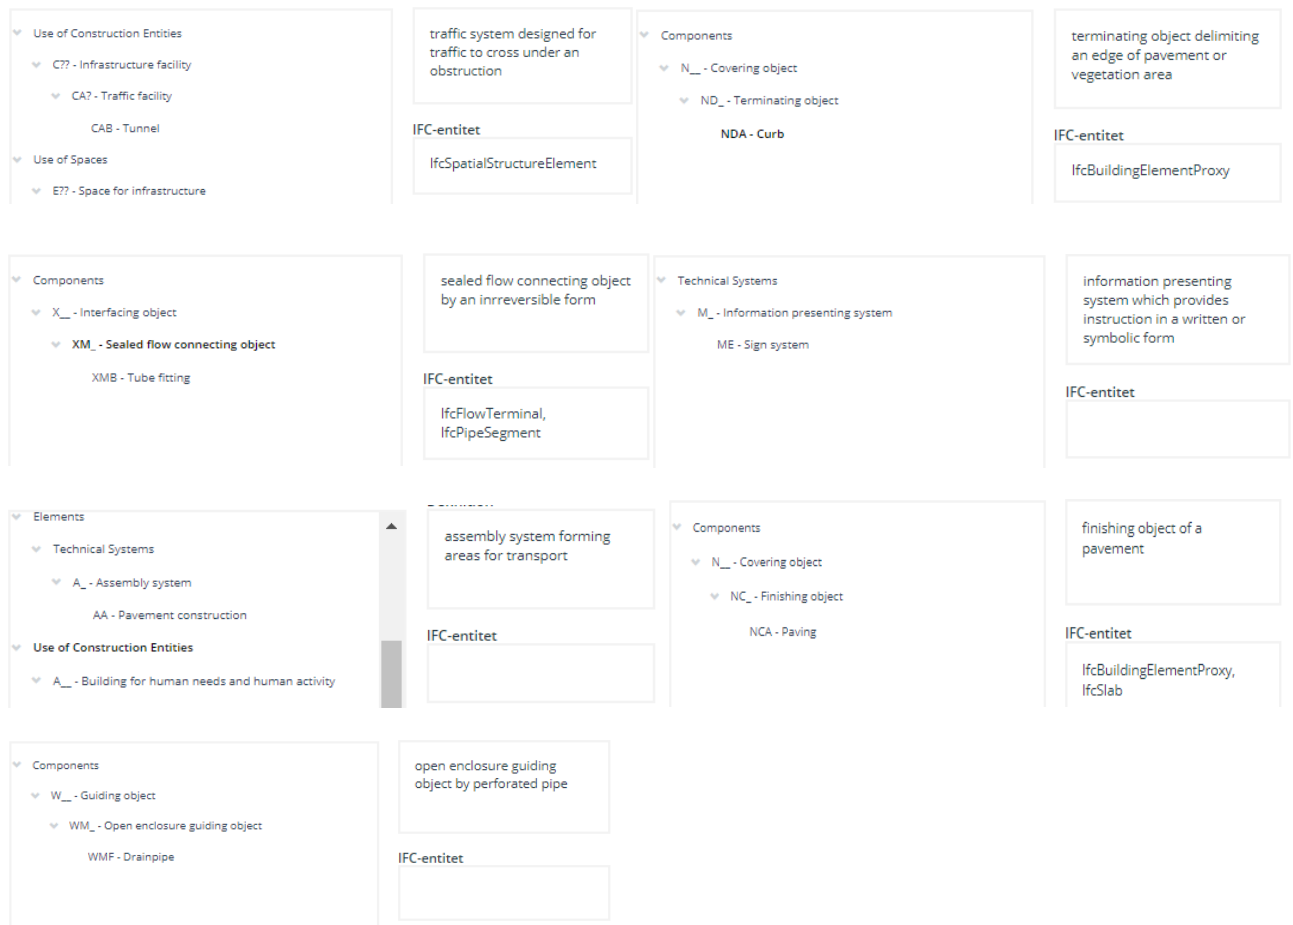 Use of Construction Entities
C?? - Infrastructure facility
CA? - Traffic facility
CAB - Tunnel
Use of Spaces
E?? - Space for infrastructure
traffic system designed for
traffic to cross under an
obstruction
IFC-entitet
IfcSpatialStructureElement
Components
N__ - Covering object
ND_ - Terminating object
NDA - Curb
terminating object delimiting
an edge of pavement or
vegetation area
IFC-entitet
IfcBuildingElementProxy
Components
X__ - Interfacing object
XM_ - Sealed flow connecting object
XMB - Tube fitting
sealed flow connecting object
by an inrreversible form
IFC-entitet
IfcFlowTerminal,
IfcPipeSegment
Technical Systems
M_ - Information presenting system
ME - Sign system
information presenting
system which provides
instruction in a written or
symbolic form
IFC-entitet
Elements
Technical Systems
A_ - Assembly system
AA - Pavement construction
Use of Construction Entities
A__ - Building for human needs and human activity
assembly system forming
areas for transport
IFC-entitet
Components
N__ - Covering object
NC_ - Finishing object
NCA - Paving
finishing object of a
pavement
IFC-entitet
IfcBuildingElementProxy,
IfcSlab
Components
W__ - Guiding object
WM_ - Open enclosure guiding object
WMF - Drainpipe
open enclosure guiding
object by perforated pipe
IFC-entitet